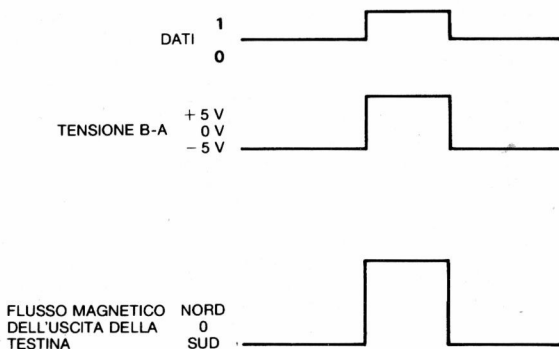 1
DATI
0
+ 5 V
TENSIONE B-A 0 V
− 5 V
FLUSSO MAGNETICO NORD
DELL'USCITA DELLA 0
TESTINA SUD